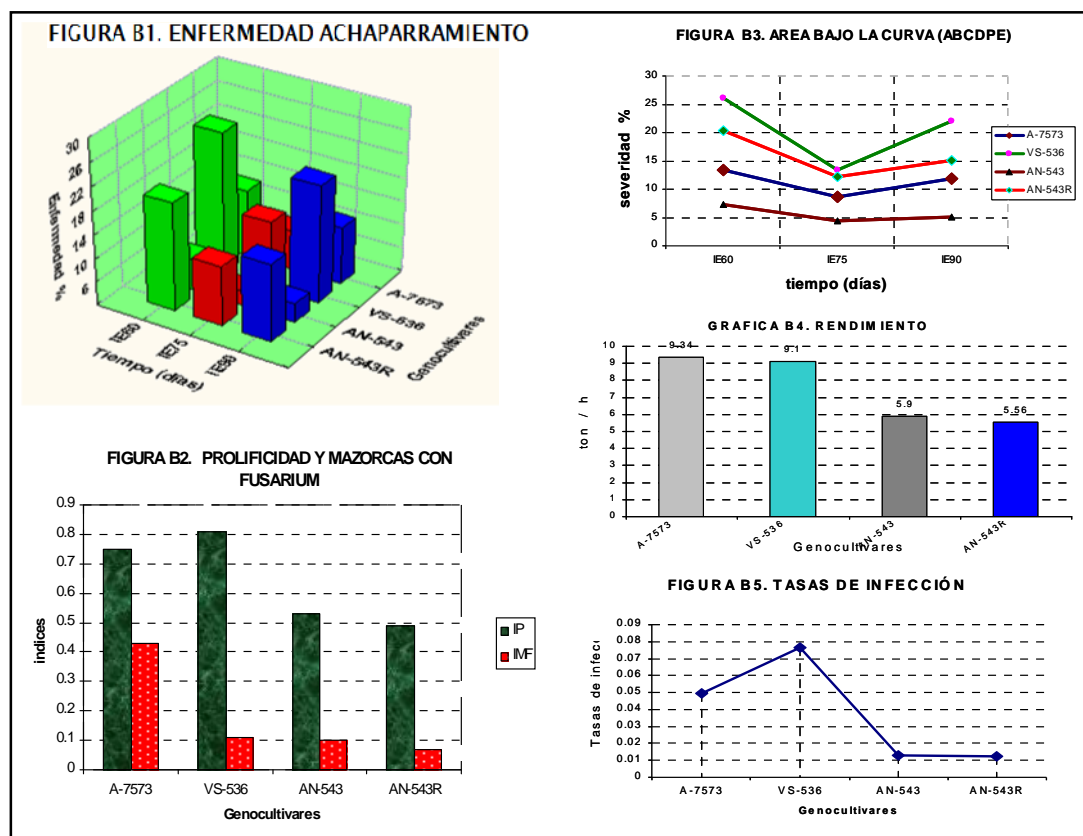 FIGURA B1. ENFERMEDAD ACHAPARRAMIENTO
30
26
22
18
14
10
6
Enfermedad %
IE60
IE75
IE90
Tiempo (días)
A-7573
VS-536
AN-543
AN-543R
Genocultivares
FIGURA B2. PROLIFICIDAD Y MAZORCAS CON
FUSARIUM
0.9
0.8
0.7
0.6
0.5
0.4
0.3
0.2
0.1
0
indices
A-7573 VS-536 AN-543 AN-543R
Genocultivares
IP
IMF
FIGURA B3. AREA BAJO LA CURVA (ABCDPE)
30
25
20
15
10
5
0
severidad %
IE60 IE75 IE90
tiempo (días)
A-7573
VS-536
AN-543
AN-543R
GRAFICA B4. RENDIMIENTO
10
9
8
7
6
5
4
3
2
1
0
ton / h
9.34 9.1 5.9 5.56
A-7573 VS-536 AN-543 AN-543R
Genocultivares
FIGURA B5. TASAS DE INFECCIÓN
0.09
0.08
0.07
0.06
0.05
0.04
0.03
0.02
0.01
0
Tasas de infecc
A-7573 VS-536 AN-543 AN-543R
Genocultivares